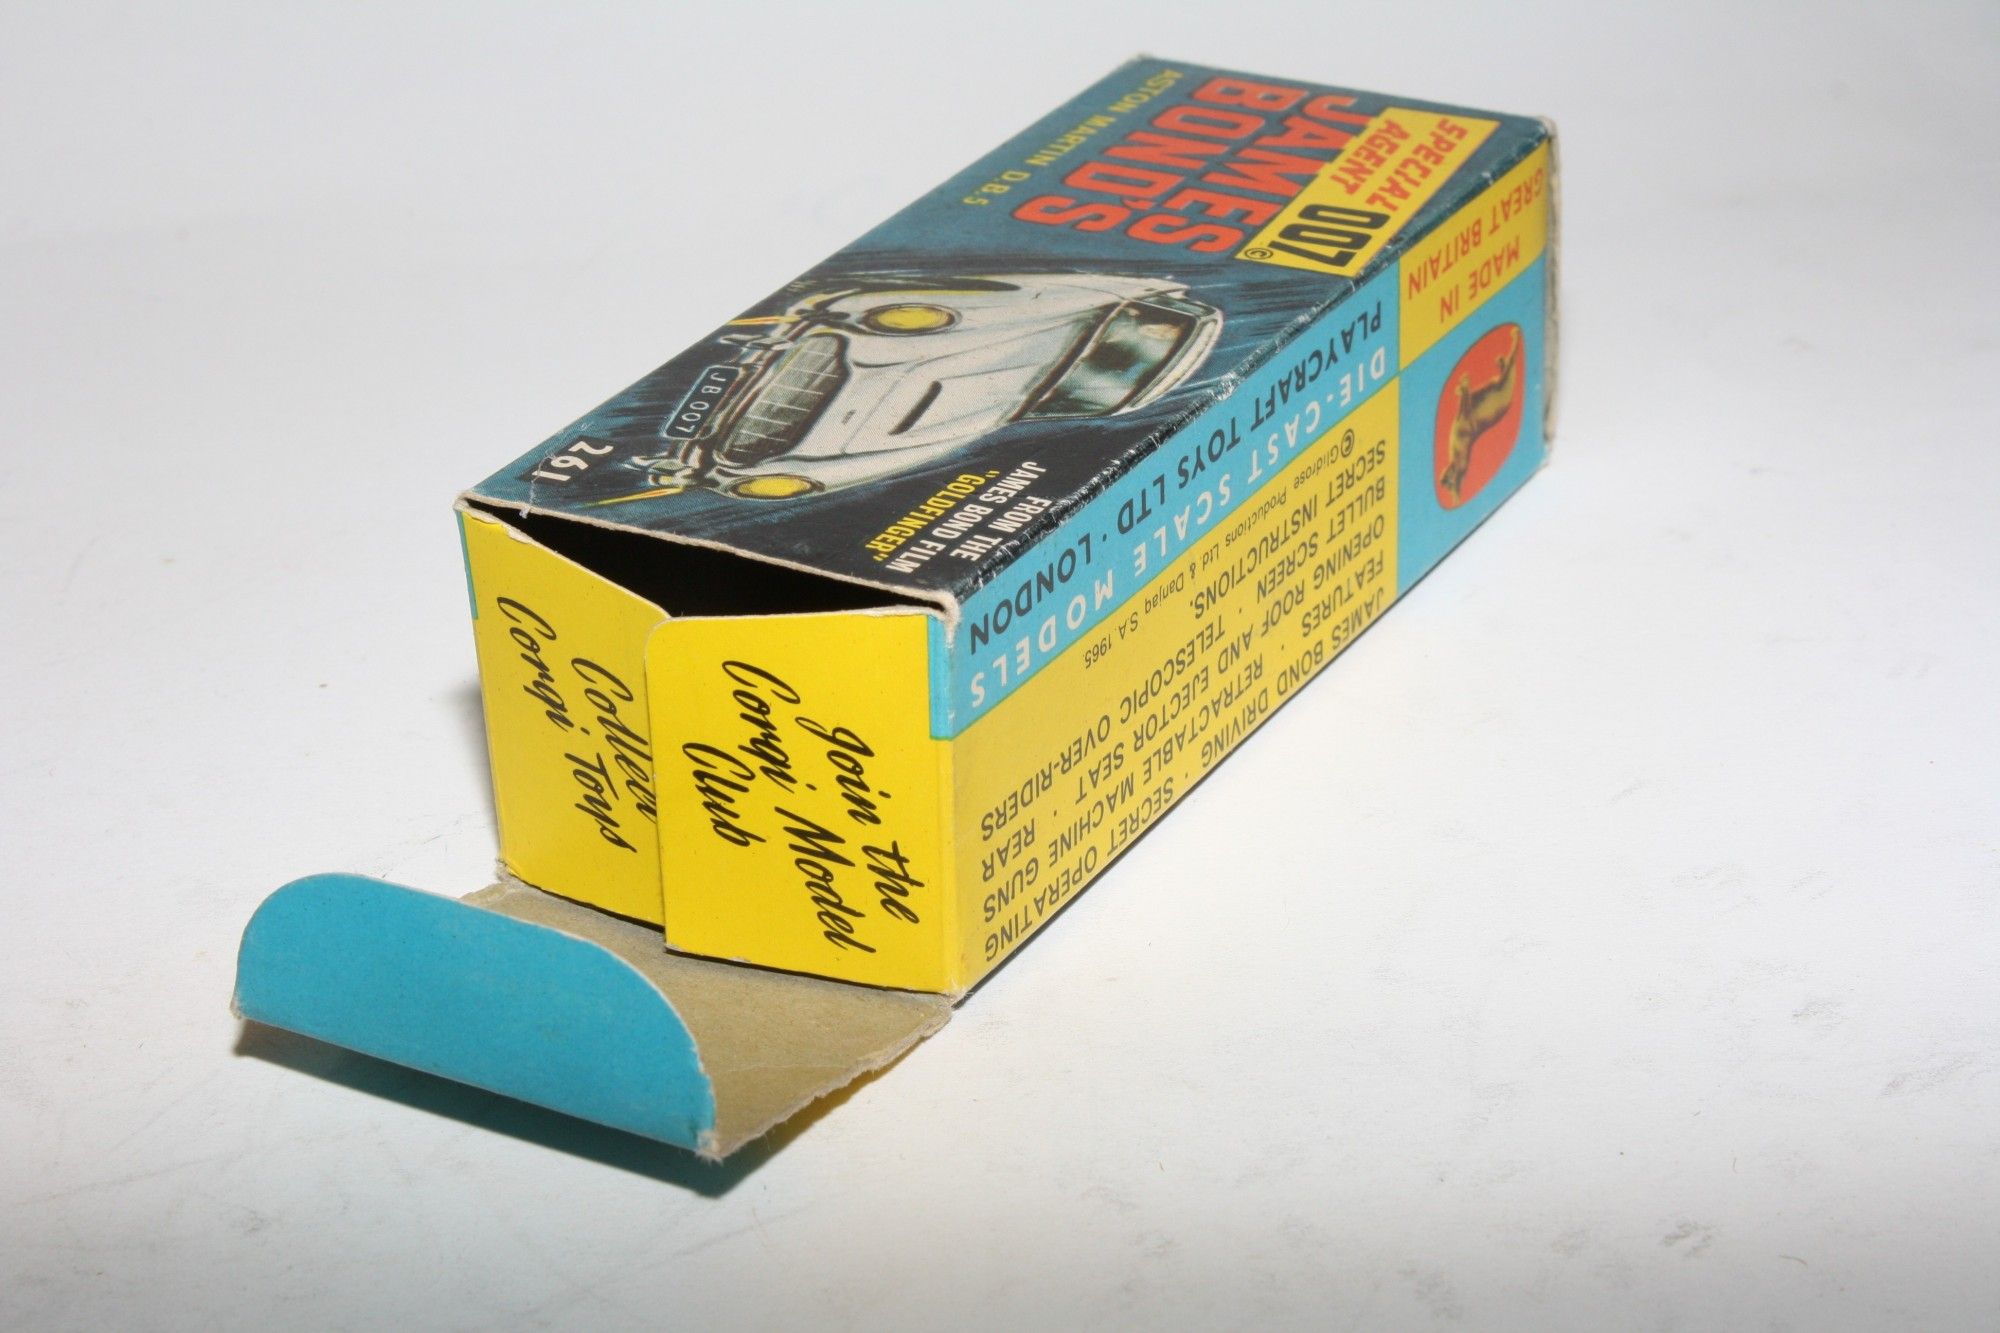 SPECIAL
AGENT 007 ©
JAMES
BOND'S
ASTON MARTIN D.B.5
JB 007
FROM THE
JAMES BOND FILM
"GOLDFINGER"
261
MADE IN
GREAT BRITAIN
PLAYCRAFT TOYS LTD · LONDON
DIE-CAST SCALE MODELS
© Glidrose Productions Ltd. & Danjaq S.A. 1965.
JAMES BOND DRIVING · SECRET OPERATING
FEATURES · RETRACTABLE MACHINE GUNS
OPENING ROOF AND EJECTOR SEAT · REAR
BULLET SCREEN · TELESCOPIC OVER-RIDERS
SECRET INSTRUCTIONS.
Collect
Corgi Toys
Join the
Corgi Model
Club